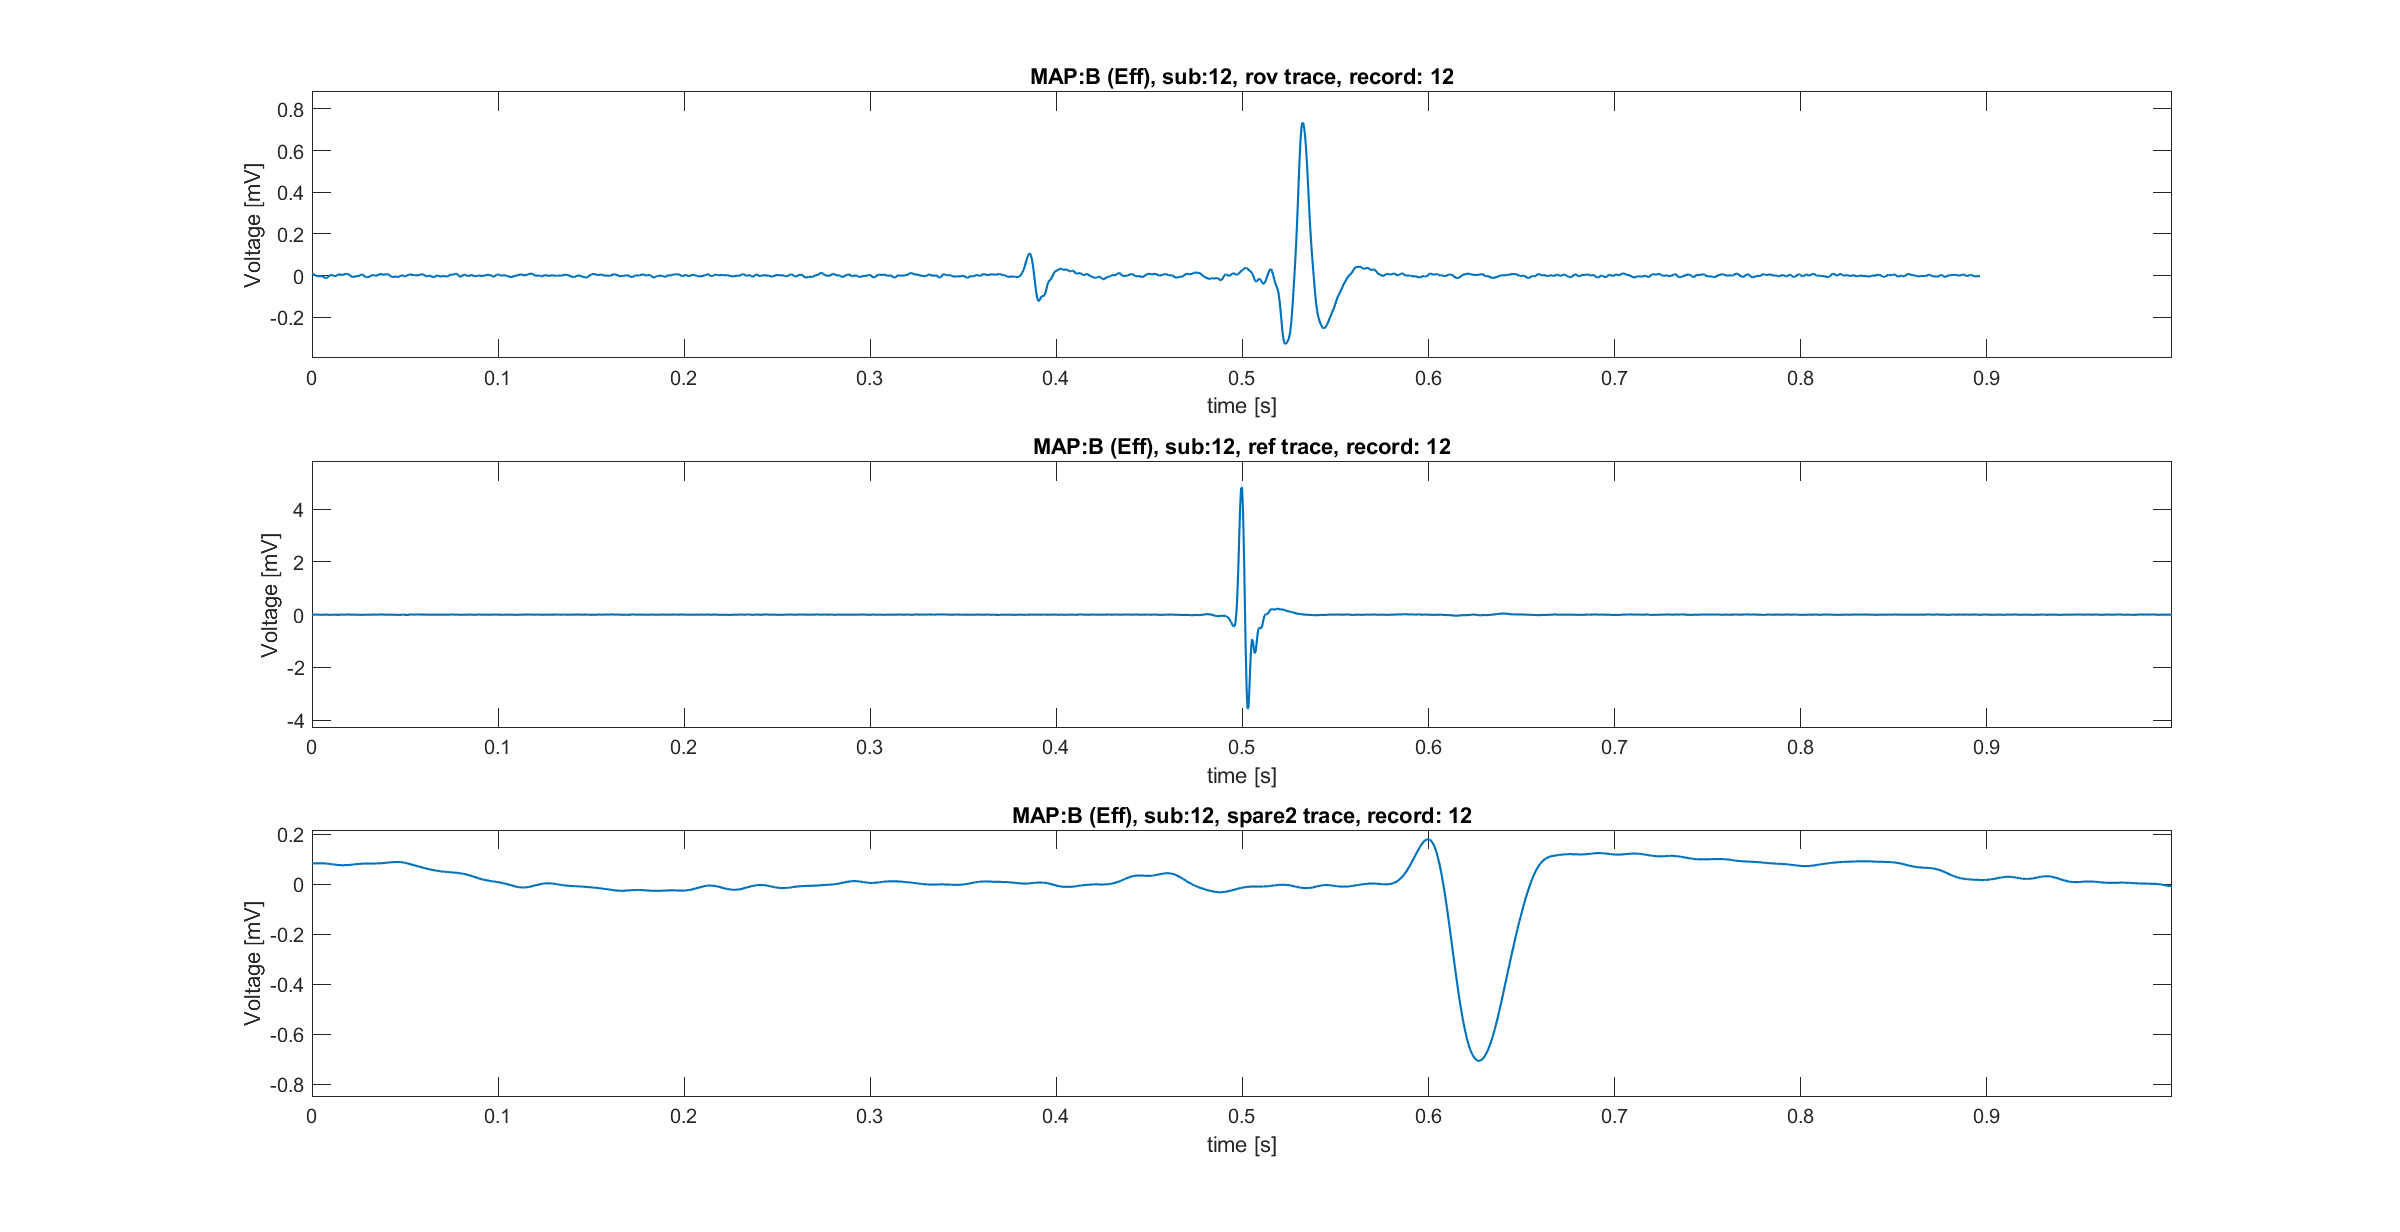 MAP:B (Eff), sub:12, rov trace, record: 12
Voltage [mV]
0.8
0.6
0.4
0.2
0
-0.2
0 0.1 0.2 0.3 0.4 0.5 0.6 0.7 0.8 0.9
time [s]
MAP:B (Eff), sub:12, ref trace, record: 12
Voltage [mV]
4
2
0
-2
-4
0 0.1 0.2 0.3 0.4 0.5 0.6 0.7 0.8 0.9
time [s]
MAP:B (Eff), sub:12, spare2 trace, record: 12
Voltage [mV]
0.2
0
-0.2
-0.4
-0.6
-0.8
0 0.1 0.2 0.3 0.4 0.5 0.6 0.7 0.8 0.9
time [s]